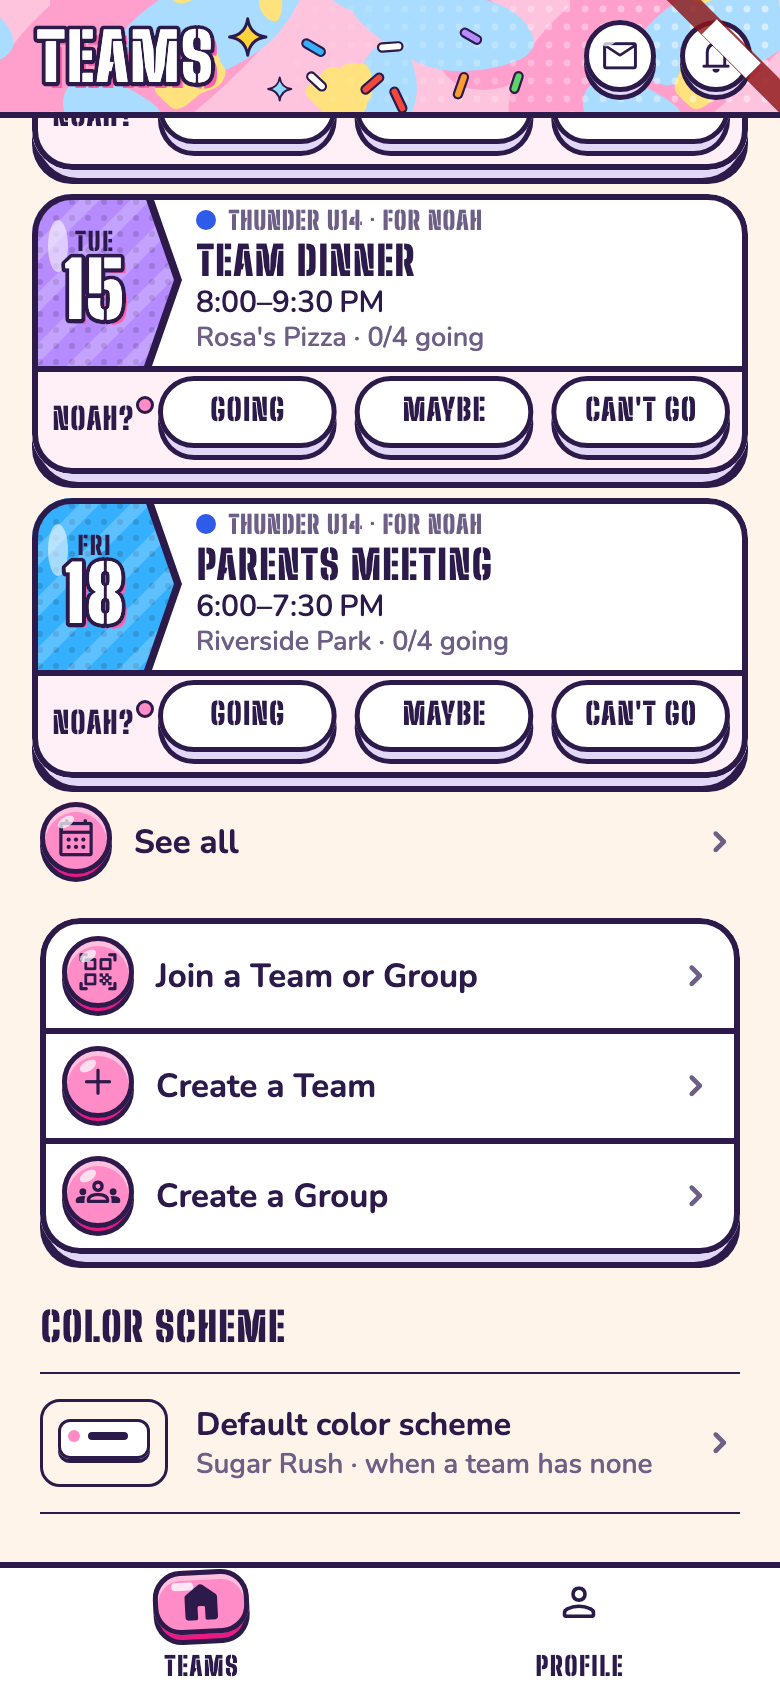 TEAMS
NOAH?
TUE
15
THUNDER U14 · FOR NOAH
TEAM DINNER
8:00–9:30 PM
Rosa's Pizza · 0/4 going
NOAH?
GOING
MAYBE
CAN'T GO
FRI
18
THUNDER U14 · FOR NOAH
PARENTS MEETING
6:00–7:30 PM
Riverside Park · 0/4 going
NOAH?
GOING
MAYBE
CAN'T GO
See all
Join a Team or Group
Create a Team
Create a Group
COLOR SCHEME
Default color scheme
Sugar Rush · when a team has none
TEAMS
PROFILE